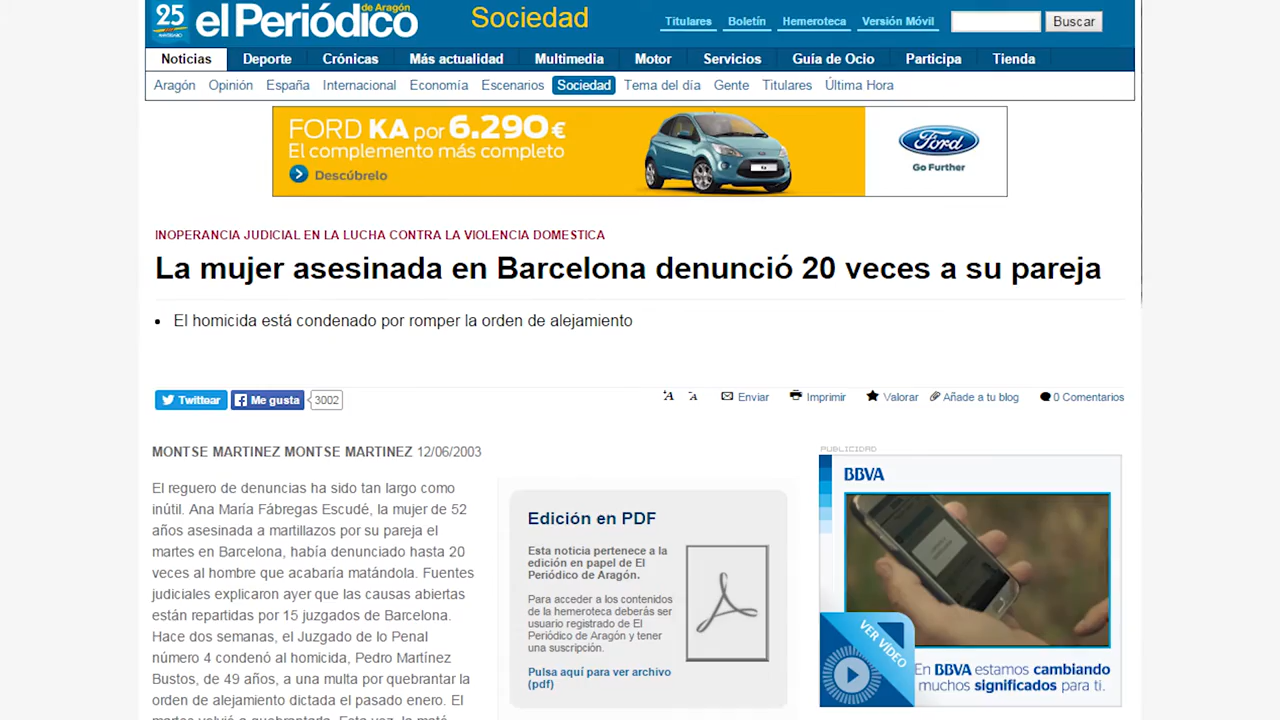 25
el Periódico
de Aragón
Sociedad
Titulares Boletín Hemeroteca Versión Móvil
Buscar
Noticias Deporte Crónicas Más actualidad Multimedia Motor Servicios Guía de Ocio Participa Tienda
Aragón Opinión España Internacional Economía Escenarios Sociedad Tema del día Gente Titulares Última Hora
FORD KA por 6.290€
El complemento más completo
Descúbrelo
Ford
Go Further
INOPERANCIA JUDICIAL EN LA LUCHA CONTRA LA VIOLENCIA DOMESTICA
La mujer asesinada en Barcelona denunció 20 veces a su pareja
El homicida está condenado por romper la orden de alejamiento
Twittear Me gusta 3002
A A Enviar Imprimir Valorar Añade a tu blog 0 Comentarios
MONTSE MARTINEZ MONTSE MARTINEZ 12/06/2003
El reguero de denuncias ha sido tan largo como
inútil. Ana María Fábregas Escudé, la mujer de 52
años asesinada a martillazos por su pareja el
martes en Barcelona, había denunciado hasta 20
veces al hombre que acabaría matándola. Fuentes
judiciales explicaron ayer que las causas abiertas
están repartidas por 15 juzgados de Barcelona.
Hace dos semanas, el Juzgado de lo Penal
número 4 condenó al homicida, Pedro Martínez
Bustos, de 49 años, a una multa por quebrantar la
orden de alejamiento dictada el pasado enero. El
Edición en PDF
Esta noticia pertenece a la
edición en papel de El
Periódico de Aragón.
Para acceder a los contenidos
de la hemeroteca deberás ser
usuario registrado de El
Periódico de Aragón y tener
una suscripción.
Pulsa aquí para ver archivo
(pdf)
PUBLICIDAD
BBVA
VER VÍDEO
En BBVA estamos cambiando
muchos significados para ti.